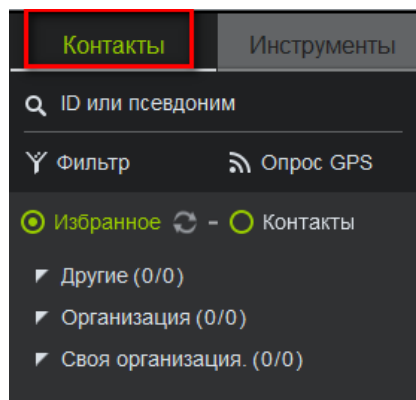 Контакты Инструменты
ID или псевдоним
Фильтр Опрос GPS
Избранное - Контакты
Другие (0/0)
Организация (0/0)
Своя организация. (0/0)